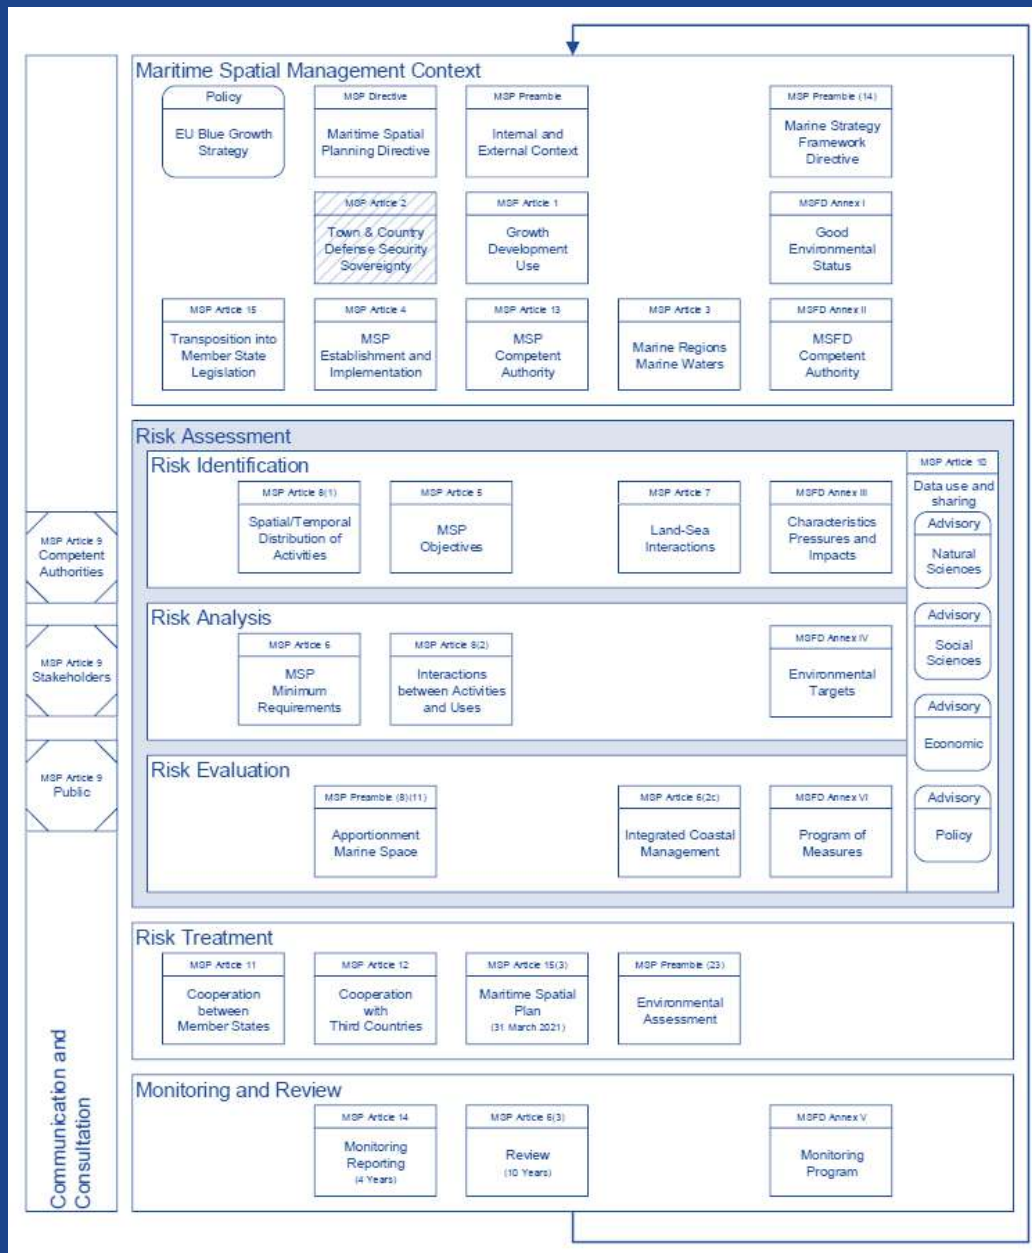 Maritime Spatial Management Context
Policy
EU Blue Growth
Strategy
MSP Directive
Maritime Spatial
Planning Directive
MSP Preamble
Internal and
External Context
MSP Preamble (14)
Marine Strategy
Framework
Directive
MSP Article 2
Town & Country
Defense Security
Sovereignty
MSP Article 1
Growth
Development
Use
MSFD Annex I
Good
Environmental
Status
MSP Article 15
Transposition into
Member State
Legislation
MSP Article 4
MSP
Establishment and
Implementation
MSP Article 13
MSP
Competent
Authority
MSP Article 3
Marine Regions
Marine Waters
MSFD Annex II
MSFD
Competent
Authority
Risk Assessment
Risk Identification
MSP Article 8(1)
Spatial/Temporal
Distribution of
Activities
MSP Article 5
MSP
Objectives
MSP Article 7
Land-Sea
Interactions
MSFD Annex III
Characteristics
Pressures and
Impacts
Risk Analysis
MSP Article 6
MSP
Minimum
Requirements
MSP Article 8(2)
Interactions
between Activities
and Uses
MSFD Annex IV
Environmental
Targets
Risk Evaluation
MSP Preamble (8)(11)
Apportionment
Marine Space
MSP Article 6(2c)
Integrated Coastal
Management
MSFD Annex VI
Program of
Measures
MSP Article 10
Data use and
sharing
Advisory
Natural
Sciences
Advisory
Social
Sciences
Advisory
Economic
Advisory
Policy
Risk Treatment
MSP Article 11
Cooperation
between
Member States
MSP Article 12
Cooperation
with
Third Countries
MSP Article 15(3)
Maritime Spatial
Plan
(31 March 2021)
MSP Preamble (23)
Environmental
Assessment
Monitoring and Review
MSP Article 14
Monitoring
Reporting
(4 Years)
MSP Article 6(3)
Review
(10 Years)
MSFD Annex V
Monitoring
Program
MSP Article 9
Competent
Authorities
MSP Article 9
Stakeholders
MSP Article 9
Public
Communication and
Consultation